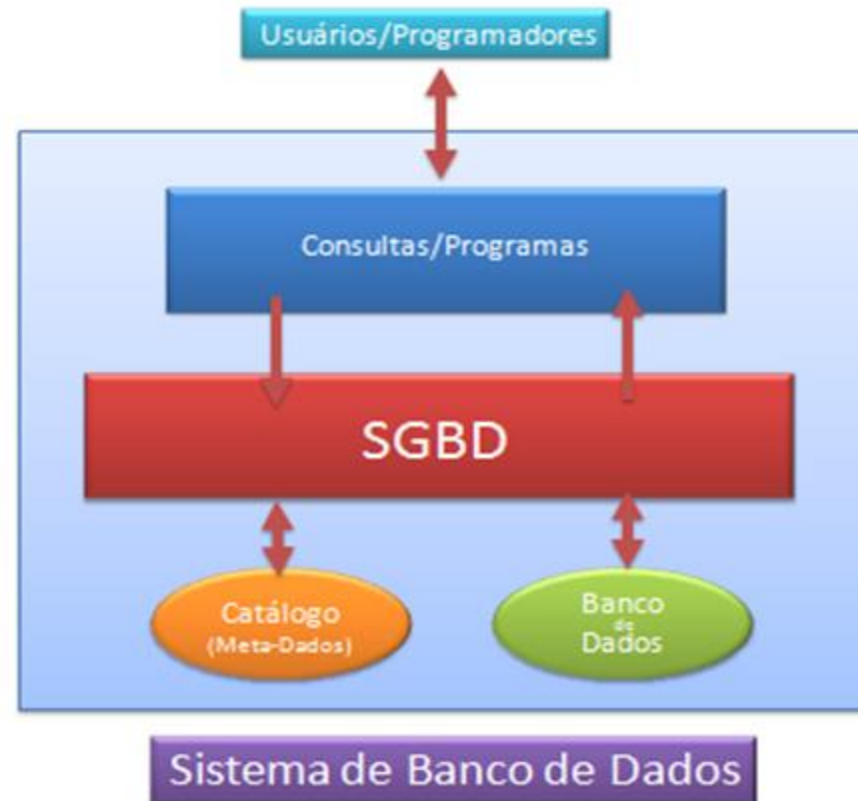 Usuários/Programadores
Consultas/Programas
SGBD
Catálogo
(Meta-Dados)
Banco
de
Dados
Sistema de Banco de Dados